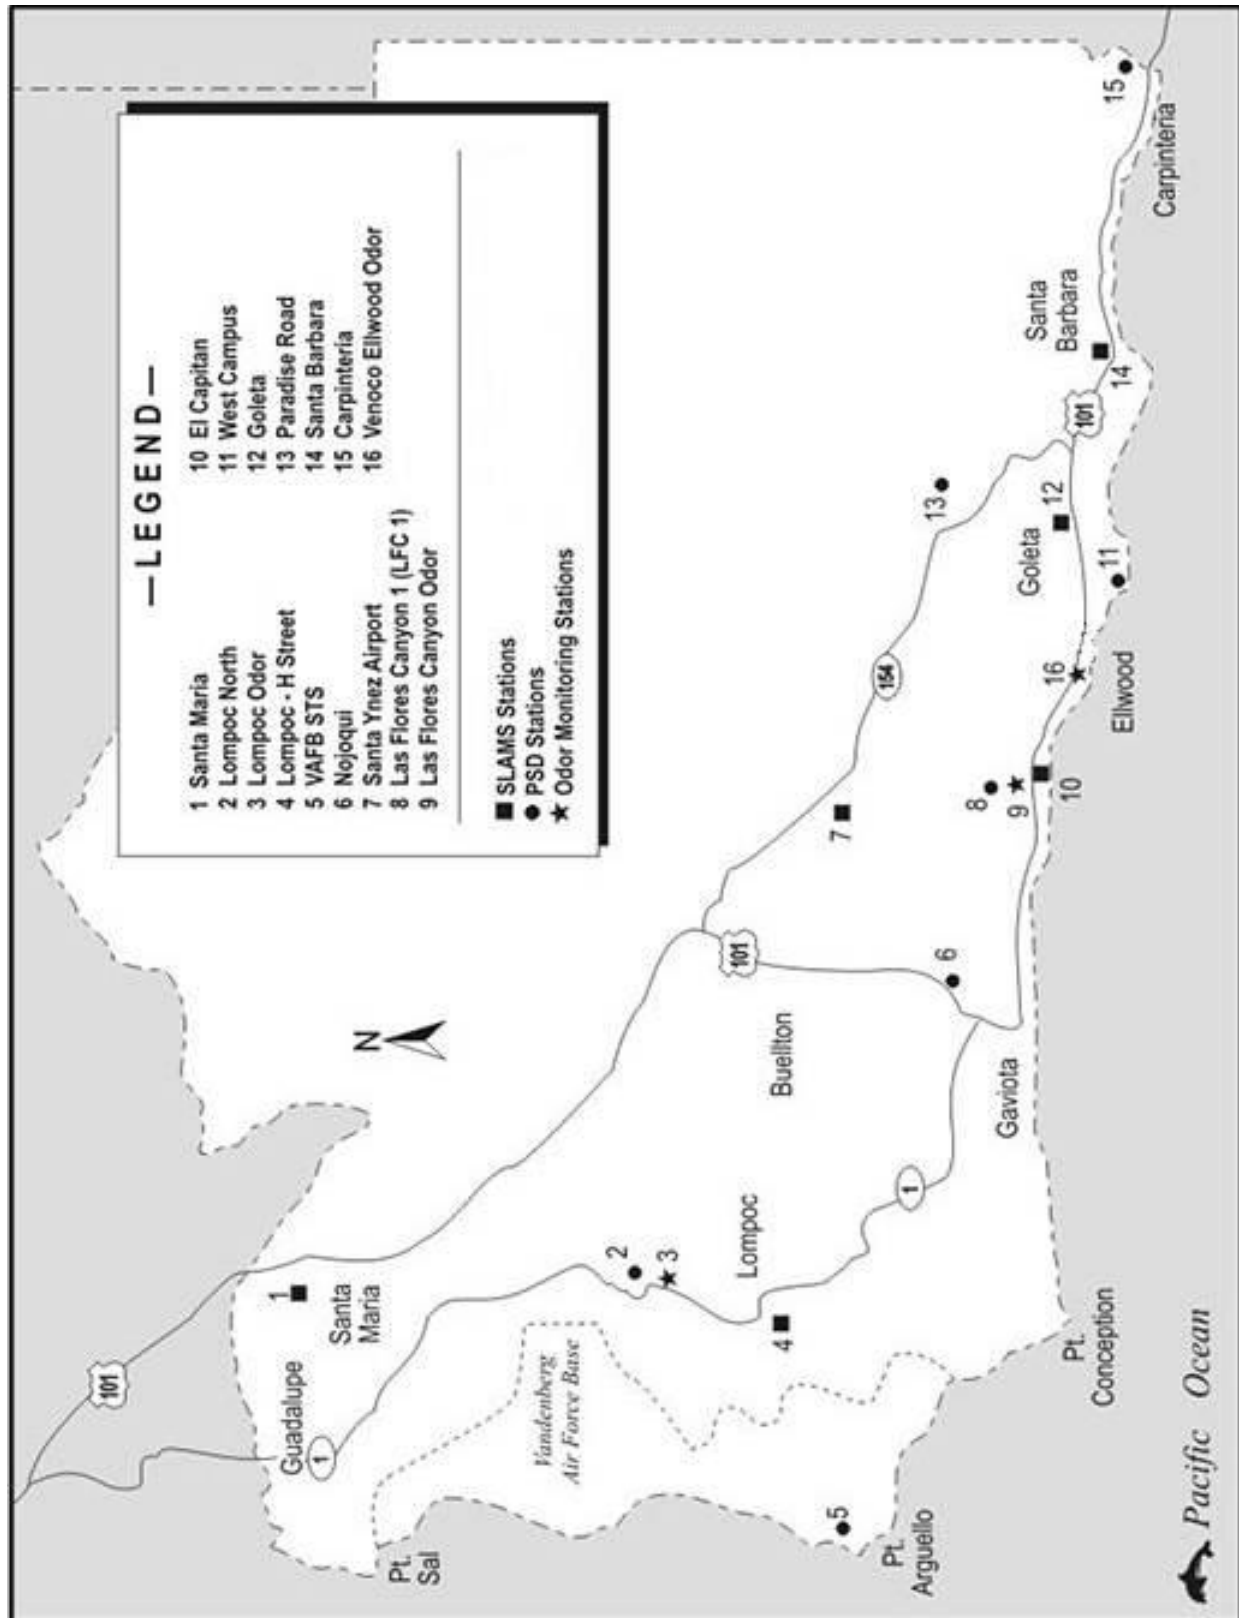 —LEGEND—
1 Santa Maria
2 Lompoc North
3 Lompoc Odor
4 Lompoc - H Street
5 VAFB STS
6 Nojoqui
7 Santa Ynez Airport
8 Las Flores Canyon 1 (LFC 1)
9 Las Flores Canyon Odor
10 El Capitan
11 West Campus
12 Goleta
13 Paradise Road
14 Santa Barbara
15 Carpinteria
16 Venoco Ellwood Odor
SLAMS Stations
PSD Stations
Odor Monitoring Stations
101
Guadalupe
1
1
Santa
Maria
N
Pt.
Sal
Vandenberg
Air Force Base
2
3
Lompoc
4
5
Pt.
Arguello
1
Buellton
101
6
Gaviota
Pt.
Conception
7
154
8
9
10
13
16
Ellwood
Goleta
12
11
101
Santa
Barbara
14
15
Carpinteria
Pacific Ocean